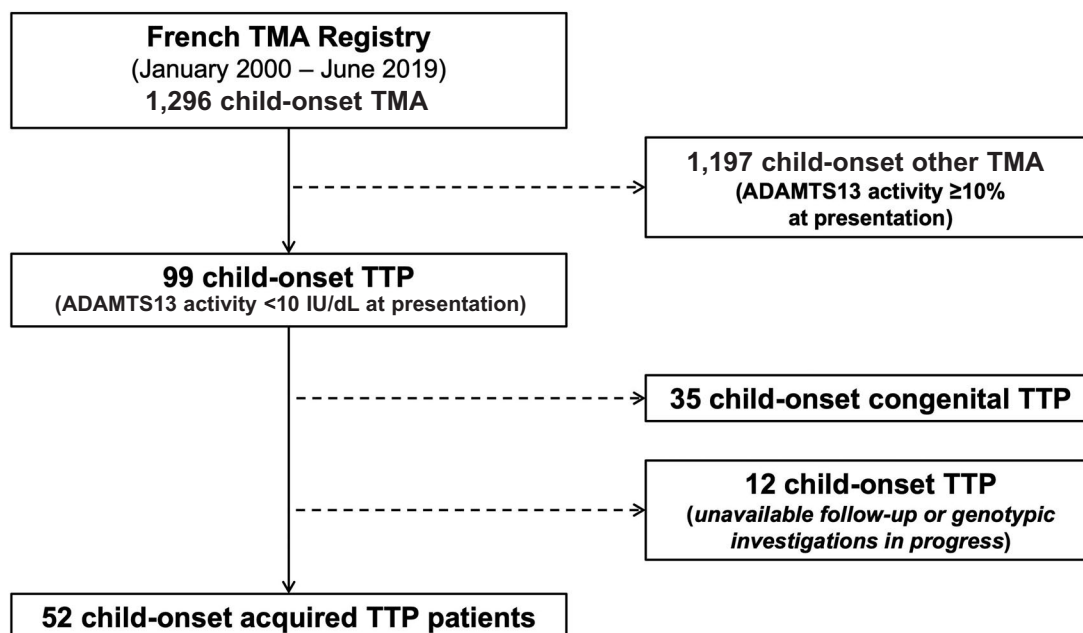 French TMA Registry
(January 2000 – June 2019)
1,296 child-onset TMA
1,197 child-onset other TMA
(ADAMTS13 activity ≥10%
at presentation)
99 child-onset TTP
(ADAMTS13 activity <10 IU/dL at presentation)
35 child-onset congenital TTP
12 child-onset TTP
(unavailable follow-up or genotypic
investigations in progress)
52 child-onset acquired TTP patients